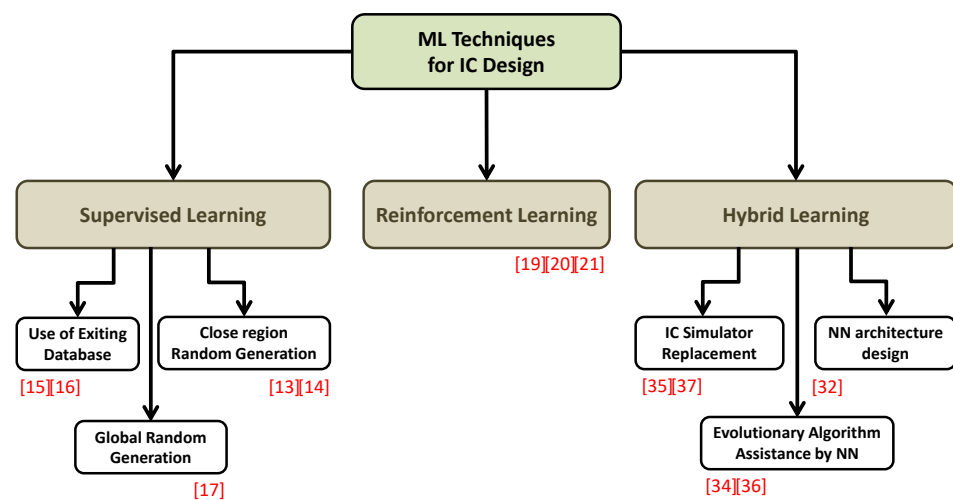 ML Techniques
for IC Design
Supervised Learning
Reinforcement Learning
Hybrid Learning
[19][20][21]
Use of Exiting
Database
[15][16]
Close region
Random Generation
[13][14]
Global Random
Generation
[17]
IC Simulator
Replacement
[35][37]
NN architecture
design
[32]
Evolutionary Algorithm
Assistance by NN
[34][36]